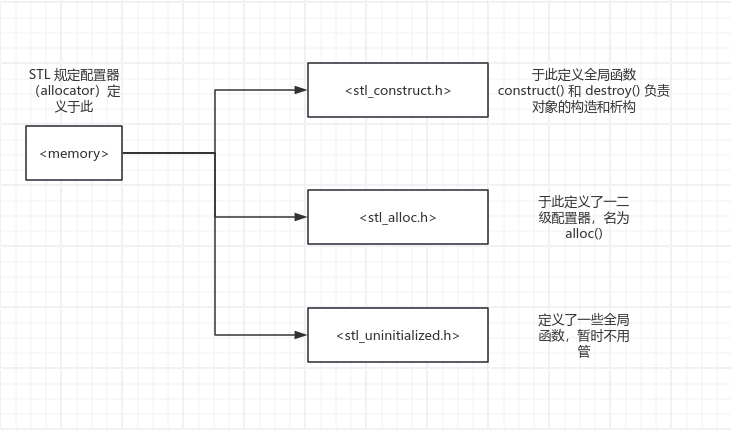 STL 规定配置器
（allocator）定
义于此
<memory>
<stl_construct.h>
于此定义全局函数
construct() 和 destroy() 负责
对象的构造和析构
<stl_alloc.h>
于此定义了一二
级配置器，名为
alloc()
<stl_uninitialized.h>
定义了一些全局
函数，暂时不用
管